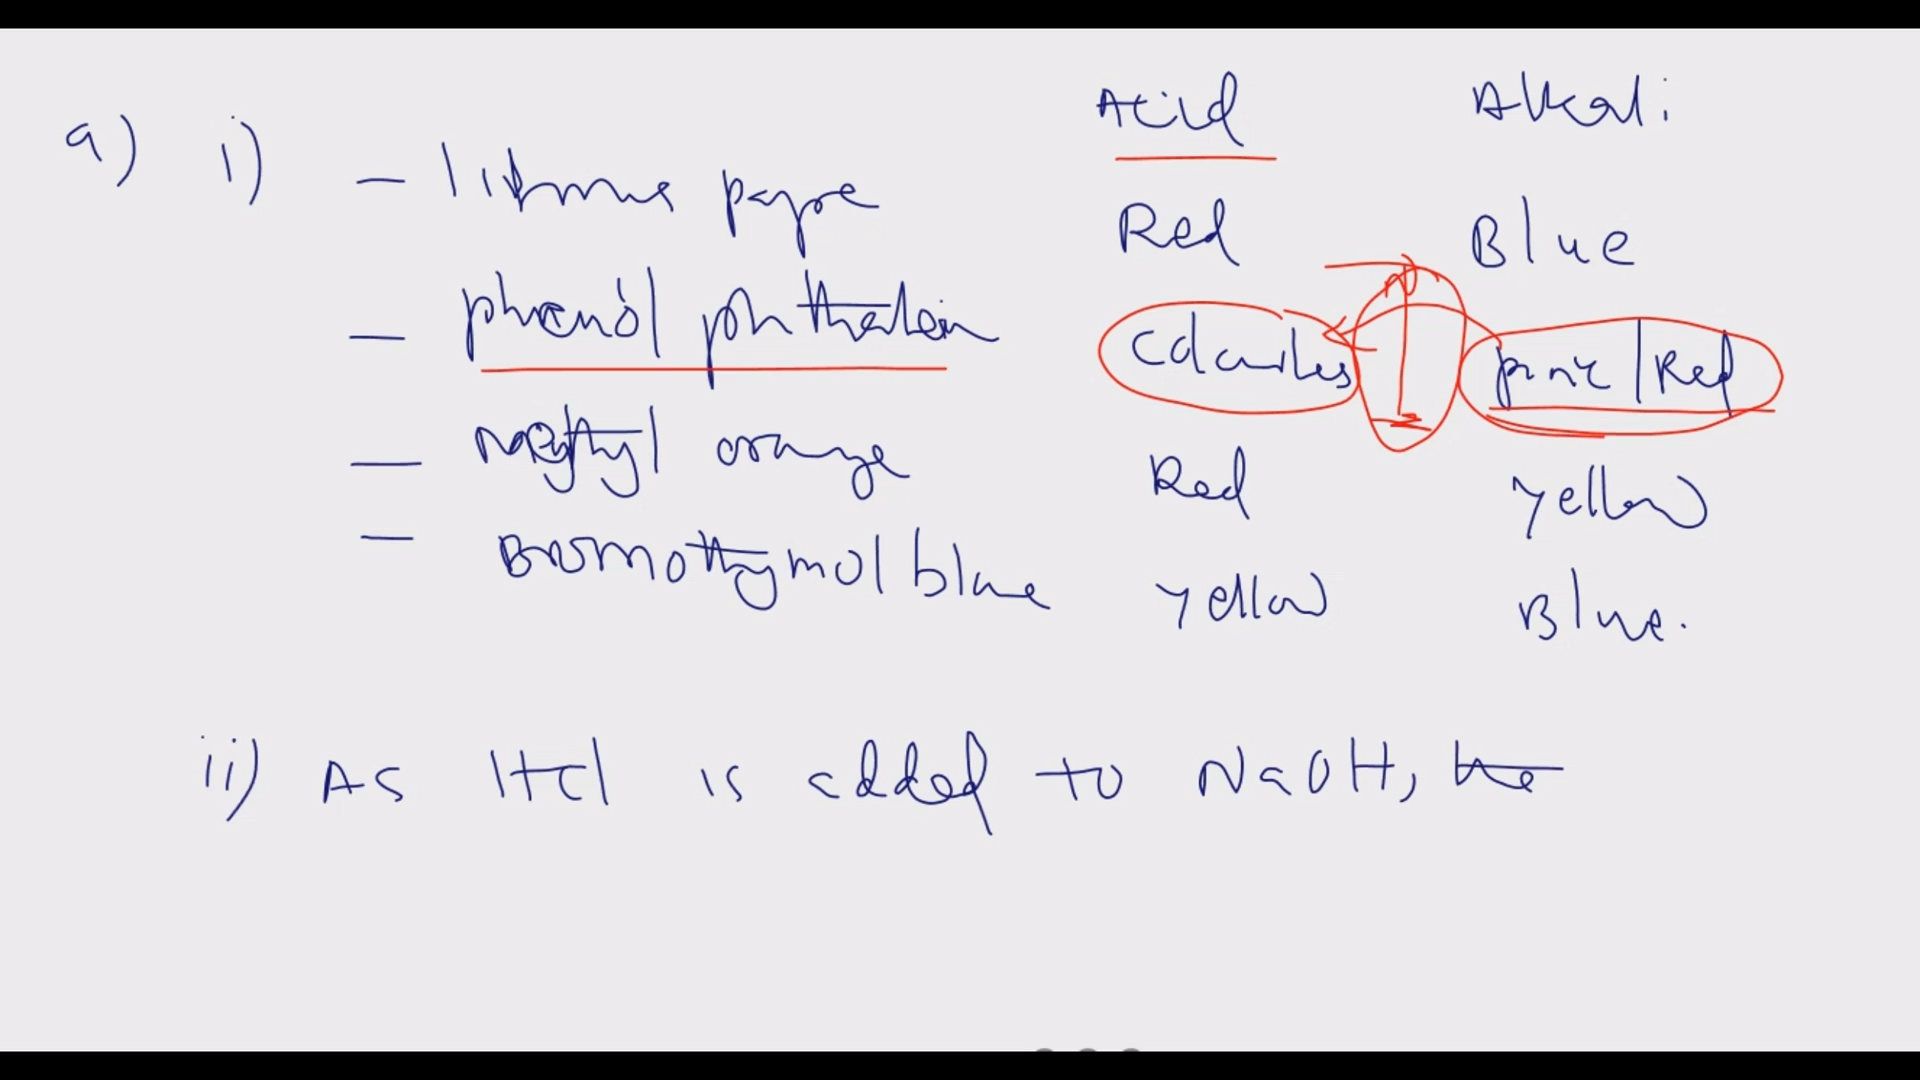 a) i) - litmus paper Acid Red Alkali Blue
- phenol phthalein colourles pink/Red
- Methyl orange Red yellow
- Bromothymol blue yellow Blue.
ii) As Hcl is added to NaOH, the